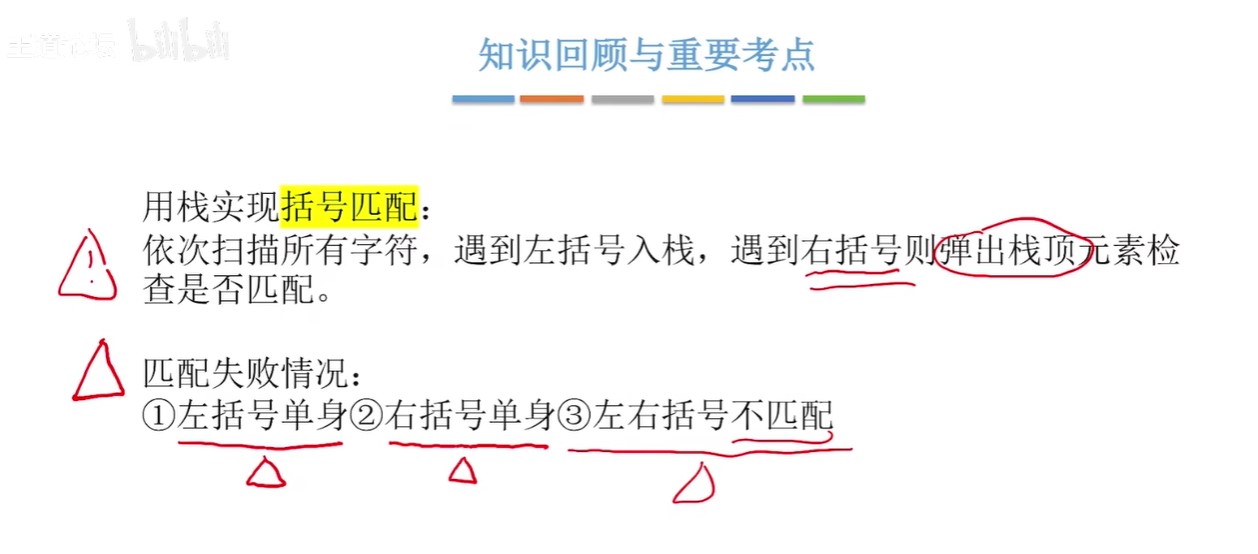 bilibili
知识回顾与重要考点
用栈实现括号匹配：
依次扫描所有字符，遇到左括号入栈，遇到右括号则弹出栈顶元素检
查是否匹配。
匹配失败情况：
①左括号单身②右括号单身③左右括号不匹配